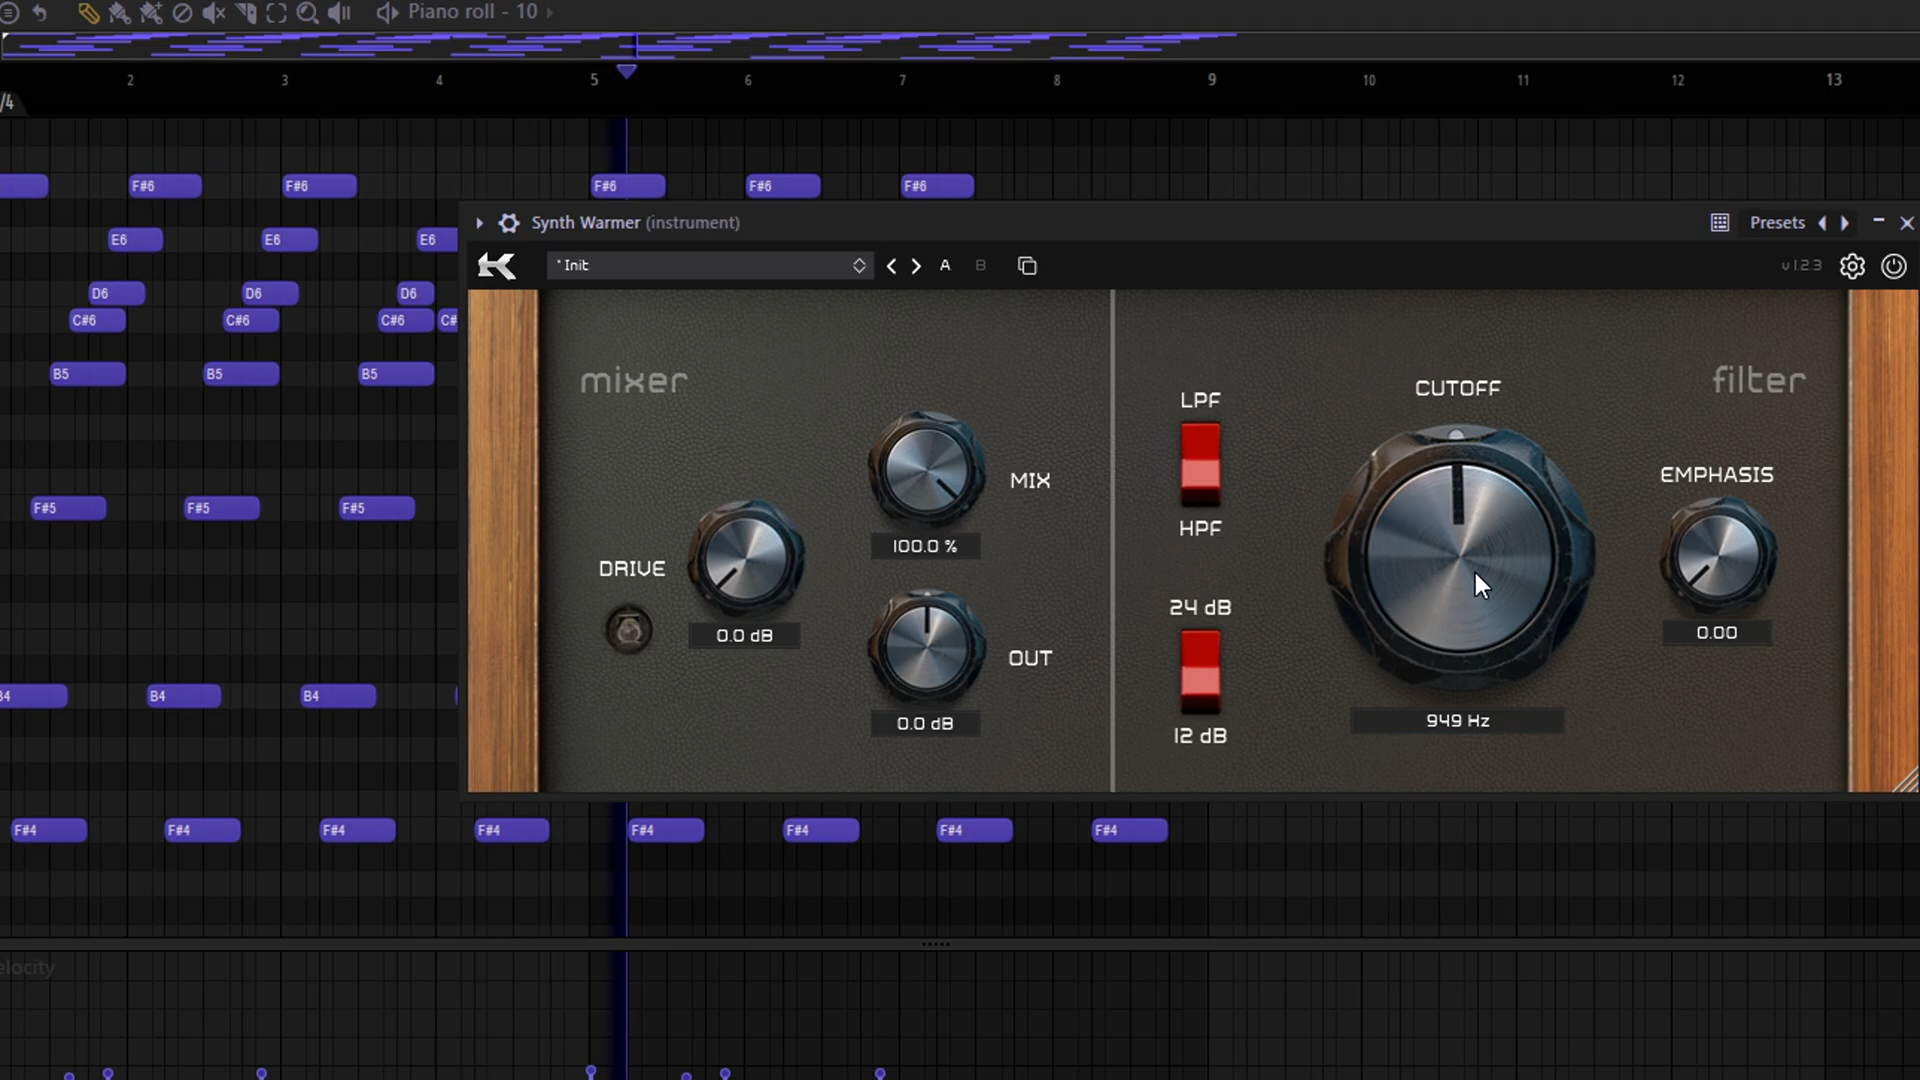 Piano roll - 10
2 3 4 5 6 7 8 9 10 11 12 13
/4
F#6 F#6 F#6 F#6 F#6
Synth Warmer (instrument) Presets
E6 E6 E6
* Init A B v1.2.3
D6 D6 D6
C#6 C#6 C#6 C#
B5 B5 B5
mixer filter
LPF CUTOFF
MIX EMPHASIS
F#5 F#5 F#5
HPF
100.0 %
DRIVE
24 dB
0.0 dB 0.00
OUT
B4 B4 B4
0.0 dB 949 Hz
12 dB
F#4 F#4 F#4 F#4 F#4 F#4 F#4 F#4
elocity